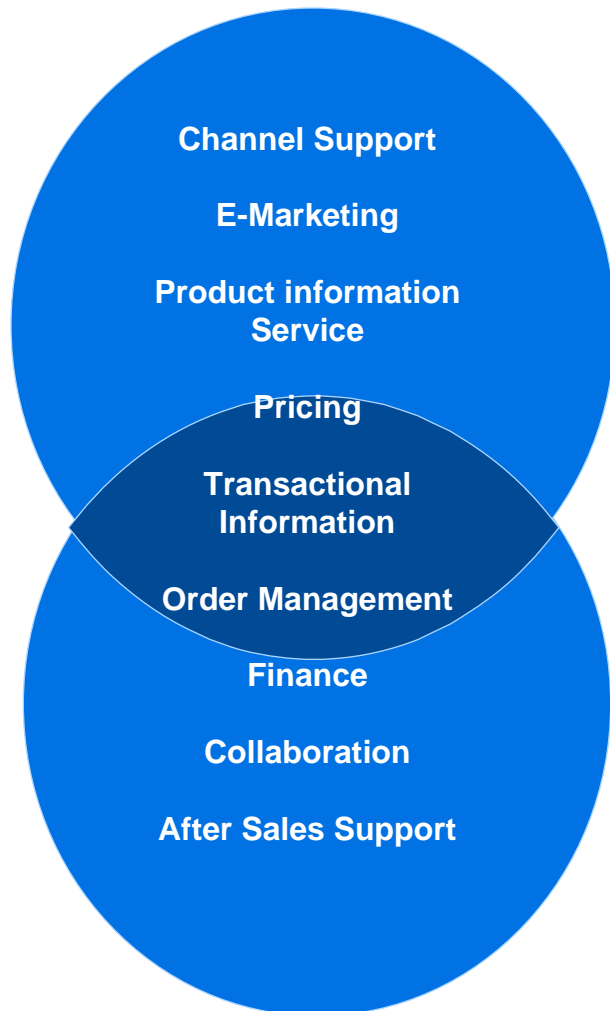 Channel Support
E-Marketing
Product information
Service
Pricing
Transactional
Information
Order Management
Finance
Collaboration
After Sales Support